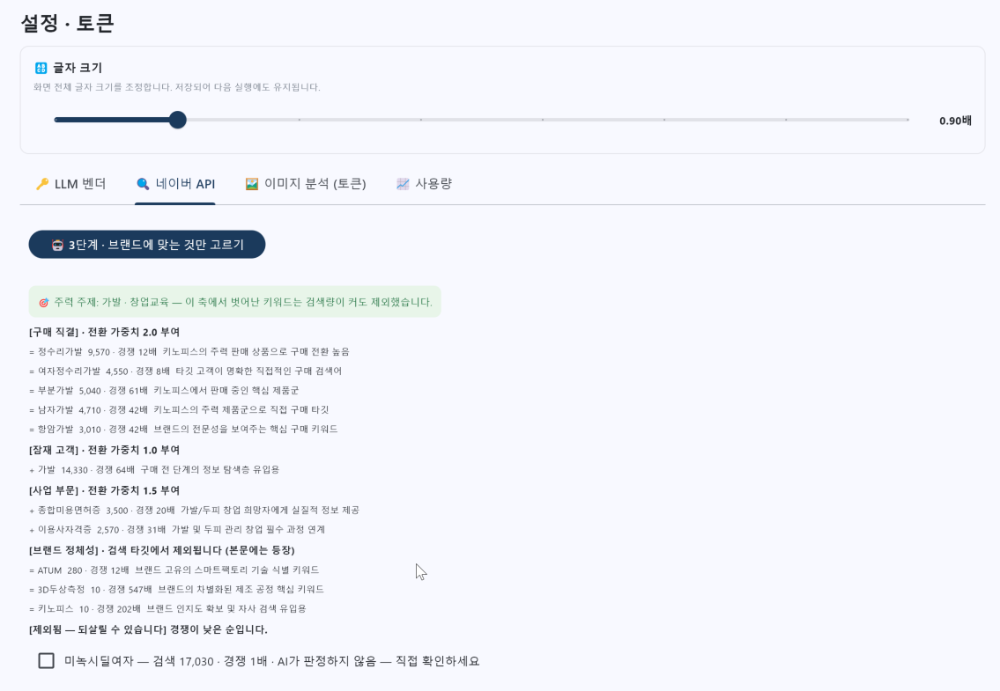 설정 · 토큰
글자 크기
화면 전체 글자 크기를 조정합니다. 저장되어 다음 실행에도 유지됩니다.
0.90배
LLM 벤더
네이버 API
이미지 분석 (토큰)
사용량
3단계 · 브랜드에 맞는 것만 고르기
주력 주제: 가발 · 창업교육 — 이 축에서 벗어난 키워드는 검색량이 커도 제외했습니다.
[구매 직결] · 전환 가중치 2.0 부여
= 정수리가발 9,570 · 경쟁 12배 키노피스의 주력 판매 상품으로 구매 전환 높음
= 여자정수리가발 4,550 · 경쟁 8배 타깃 고객이 명확한 직접적인 구매 검색어
= 부분가발 5,040 · 경쟁 61배 키노피스에서 판매 중인 핵심 제품군
= 남자가발 4,710 · 경쟁 42배 키노피스의 주력 제품군으로 직접 구매 타깃
= 항암가발 3,010 · 경쟁 42배 브랜드의 전문성을 보여주는 핵심 구매 키워드
[잠재 고객] · 전환 가중치 1.0 부여
+ 가발 14,330 · 경쟁 64배 구매 전 단계의 정보 탐색층 유입용
[사업 부문] · 전환 가중치 1.5 부여
+ 종합미용면허증 3,500 · 경쟁 20배 가발/두피 창업 희망자에게 실질적 정보 제공
+ 이용사자격증 2,570 · 경쟁 31배 가발 및 두피 관리 창업 필수 과정 연계
[브랜드 정체성] · 검색 타깃에서 제외됩니다 (본문에는 등장)
= ATUM 280 · 경쟁 12배 브랜드 고유의 스마트팩토리 기술 식별 키워드
= 3D두상측정 10 · 경쟁 547배 브랜드의 차별화된 제조 공정 핵심 키워드
= 키노피스 10 · 경쟁 202배 브랜드 인지도 확보 및 자사 검색 유입용
[제외됨 — 되살릴 수 있습니다] 경쟁이 낮은 순입니다.
미녹시딜여자 — 검색 17,030 · 경쟁 1배 · AI가 판정하지 않음 — 직접 확인하세요